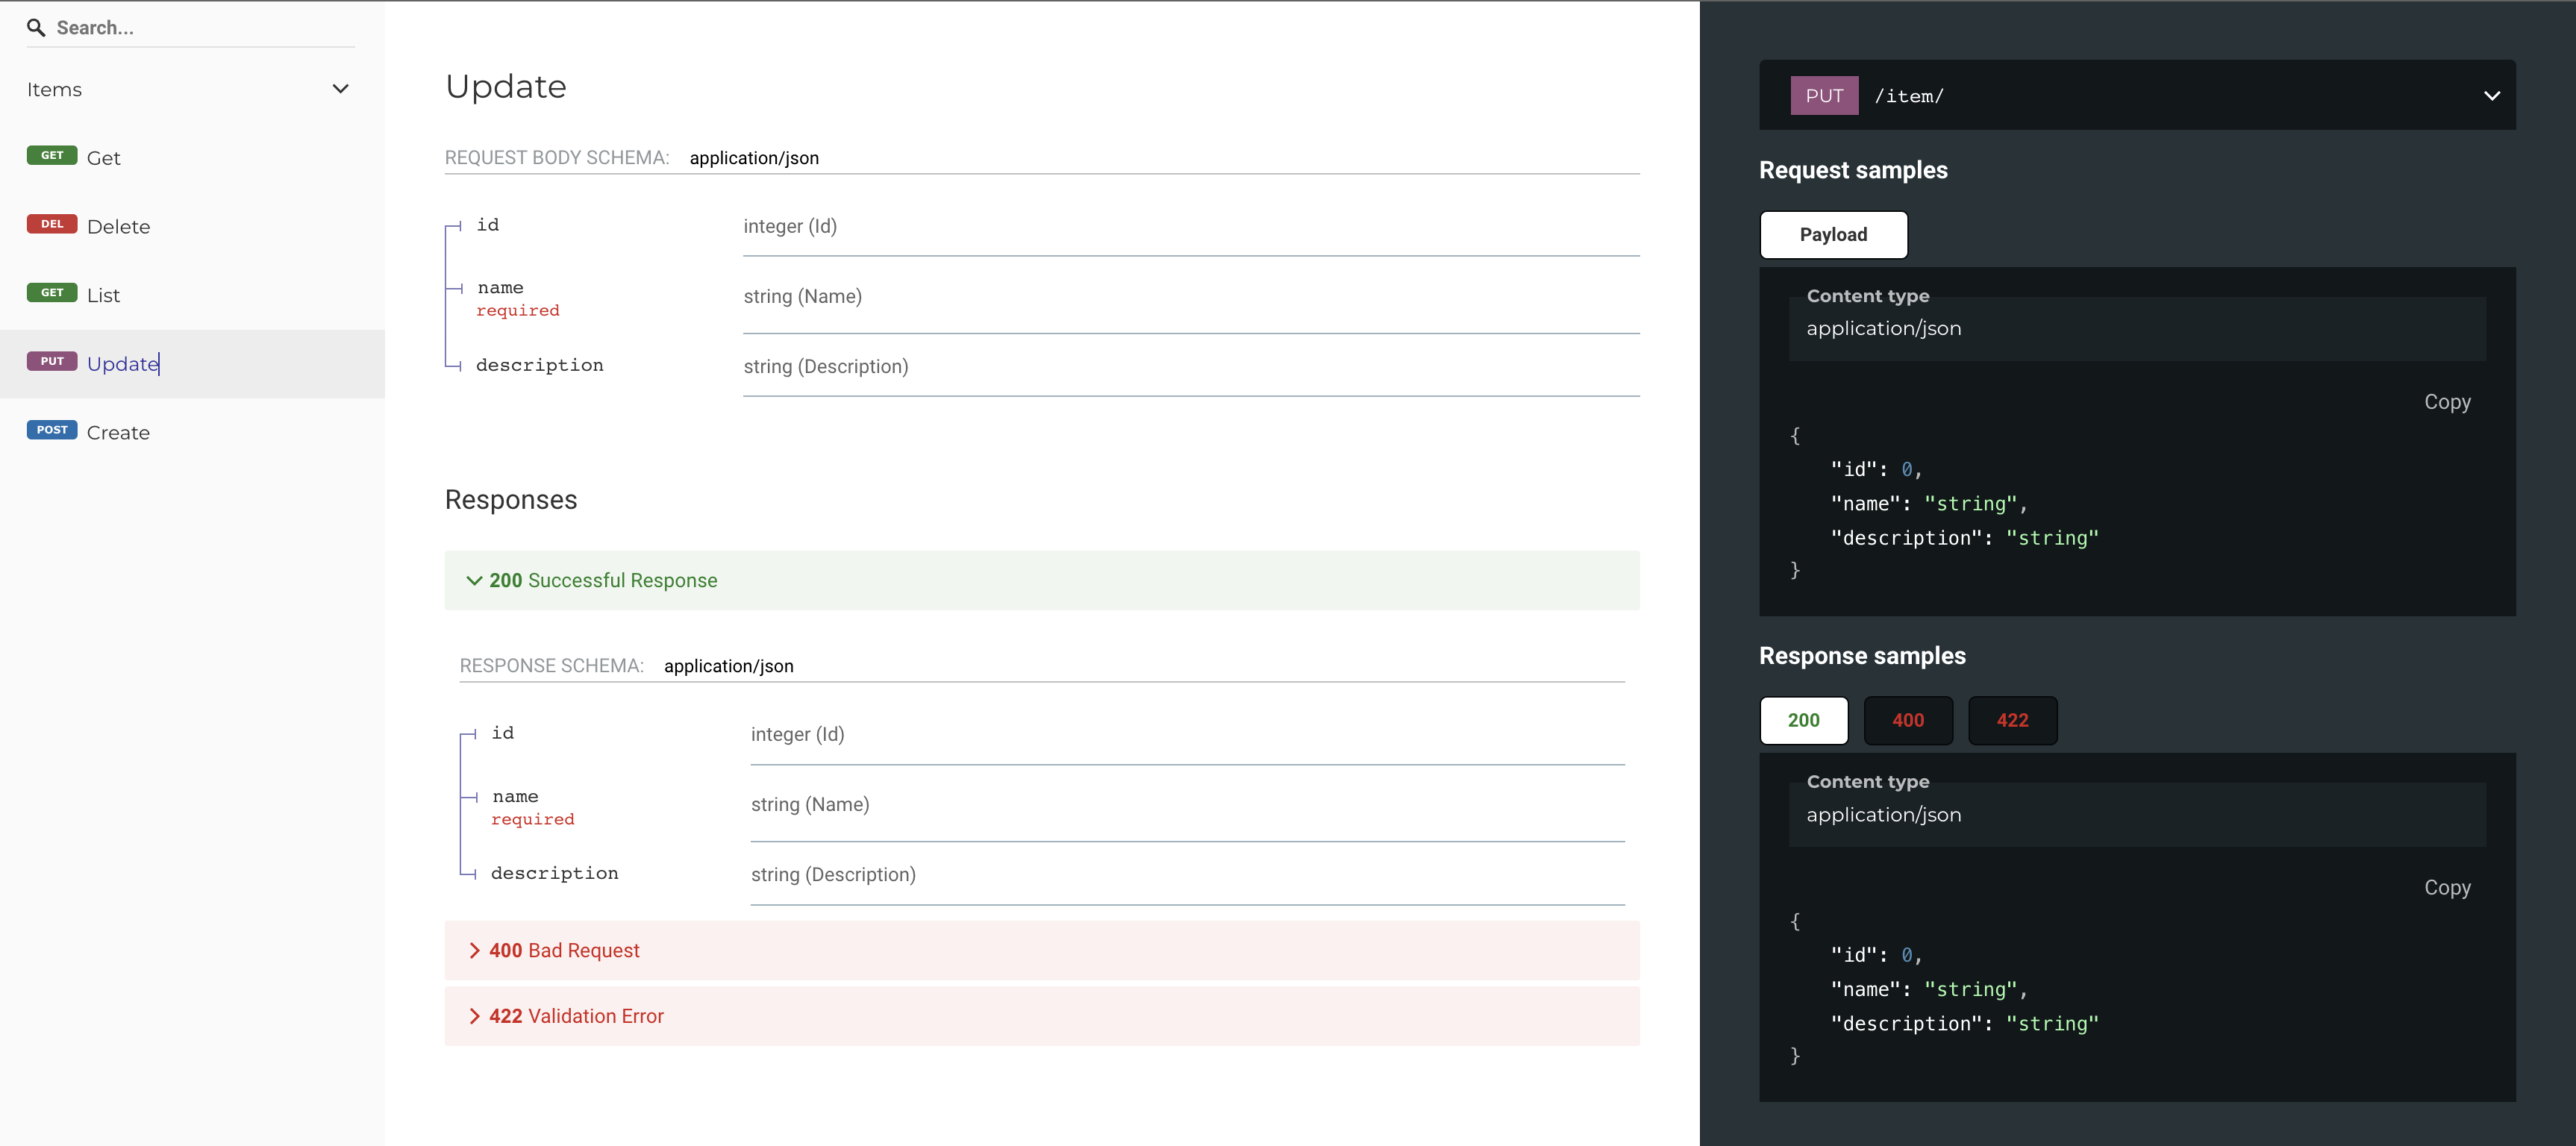 Search...
Items
GET Get
DEL Delete
GET List
PUT Update
POST Create
Update
REQUEST BODY SCHEMA: application/json
id integer (Id)
name string (Name)
required
description string (Description)
Responses
200 Successful Response
RESPONSE SCHEMA: application/json
id integer (Id)
name string (Name)
required
description string (Description)
400 Bad Request
422 Validation Error
PUT /item/
Request samples
Payload
Content type
application/json
Copy
{
"id": 0,
"name": "string",
"description": "string"
}
Response samples
200 400 422
Content type
application/json
Copy
{
"id": 0,
"name": "string",
"description": "string"
}